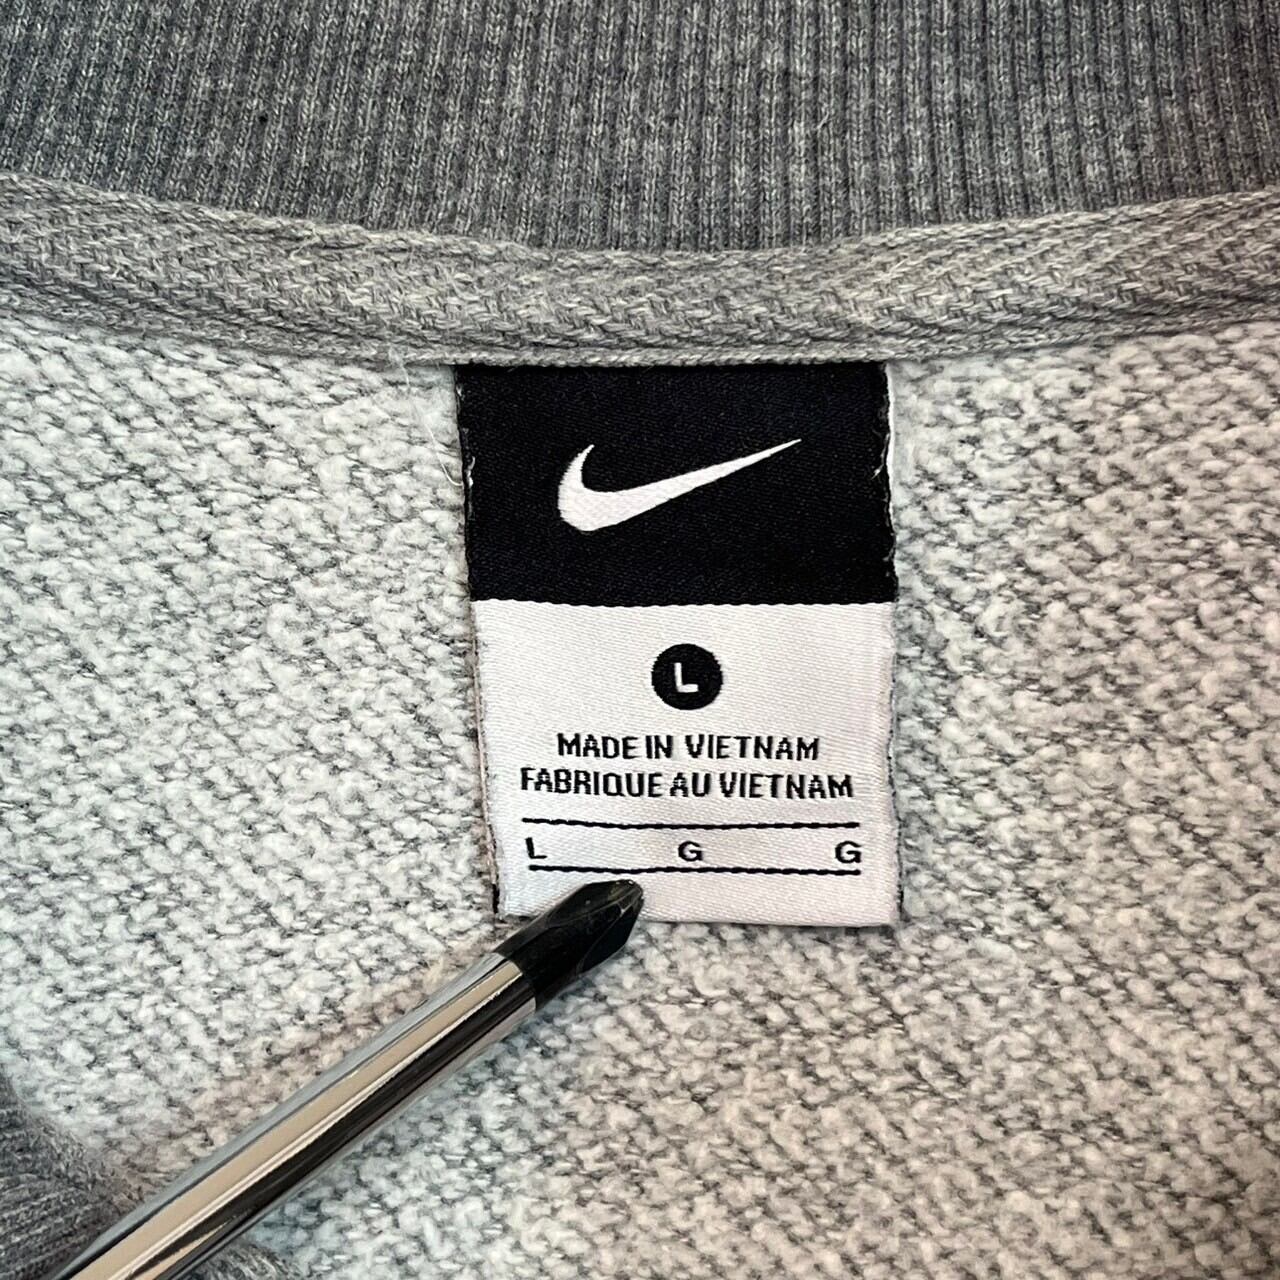 L
MADE IN VIETNAM
FABRIQUE AU VIETNAM
L G G